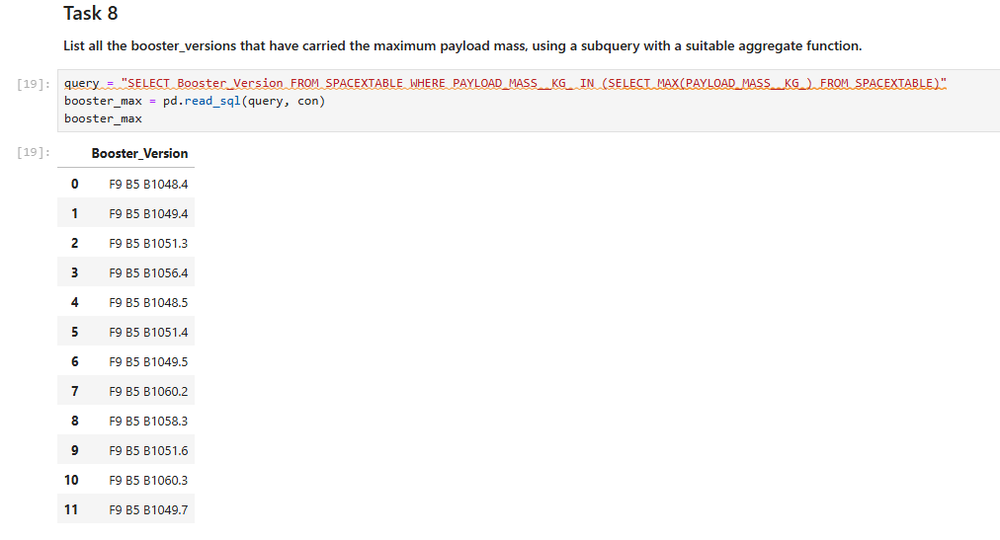 Task 8
List all the booster_versions that have carried the maximum payload mass, using a subquery with a suitable aggregate function.
[19]: query = "SELECT Booster_Version FROM SPACEXTABLE WHERE PAYLOAD_MASS__KG_ IN (SELECT MAX(PAYLOAD_MASS__KG_) FROM SPACEXTABLE)"
booster_max = pd.read_sql(query, con)
booster_max
[19]: Booster_Version
0 F9 B5 B1048.4
1 F9 B5 B1049.4
2 F9 B5 B1051.3
3 F9 B5 B1056.4
4 F9 B5 B1048.5
5 F9 B5 B1051.4
6 F9 B5 B1049.5
7 F9 B5 B1060.2
8 F9 B5 B1058.3
9 F9 B5 B1051.6
10 F9 B5 B1060.3
11 F9 B5 B1049.7